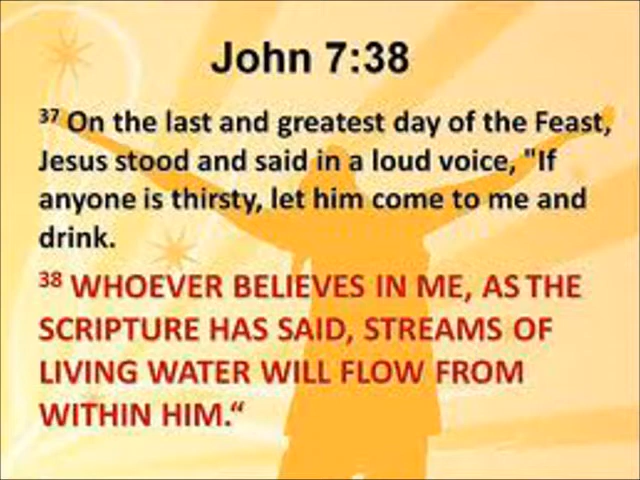 John 7:38
37 On the last and greatest day of the Feast,
Jesus stood and said in a loud voice, "If
anyone is thirsty, let him come to me and
drink.
38 WHOEVER BELIEVES IN ME, AS THE
SCRIPTURE HAS SAID, STREAMS OF
LIVING WATER WILL FLOW FROM
WITHIN HIM.“